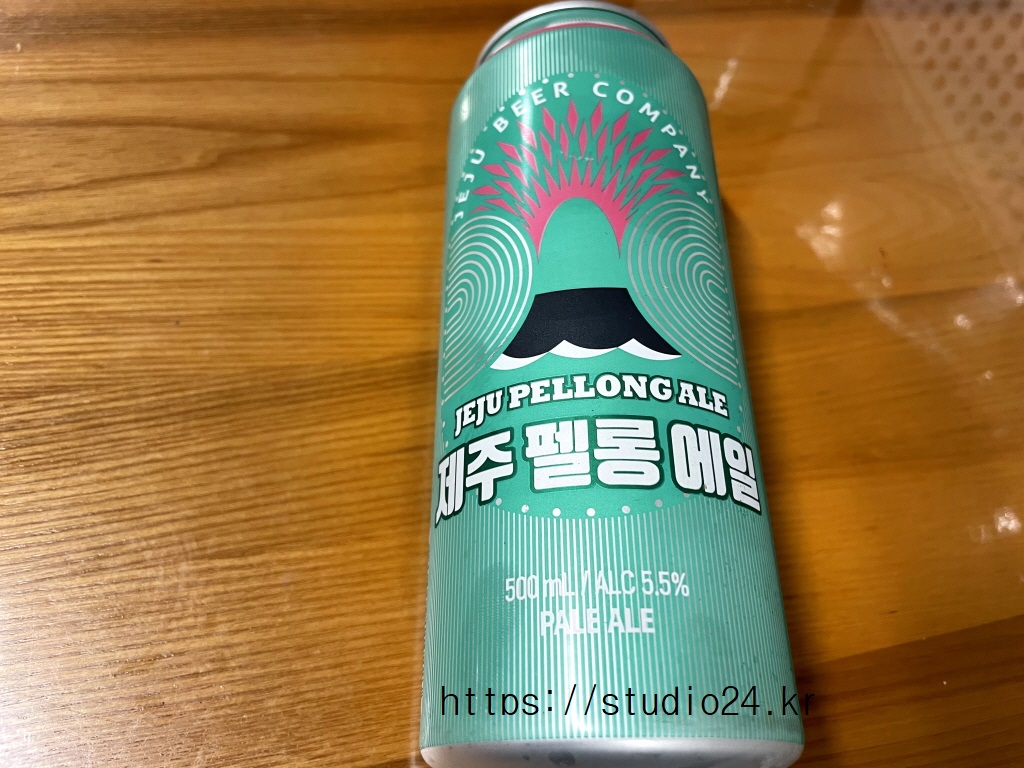 JEJU BEER COMPANY
JEJU PELLONG ALE
제주 펠롱 에일
500 mL / ALC 5.5%
PALE ALE
https://studio24.kr